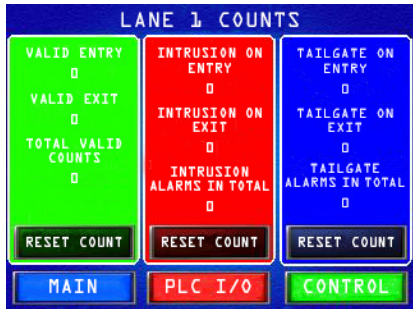 LANE 1 COUNTS
VALID ENTRY
0
VALID EXIT
0
TOTAL VALID
COUNTS
0
RESET COUNT
INTRUSION ON
ENTRY
0
INTRUSION ON
EXIT
0
INTRUSION
ALARMS IN TOTAL
0
RESET COUNT
TAILGATE ON
ENTRY
0
TAILGATE ON
EXIT
0
TAILGATE
ALARMS IN TOTAL
0
RESET COUNT
MAIN
PLC I/O
CONTROL